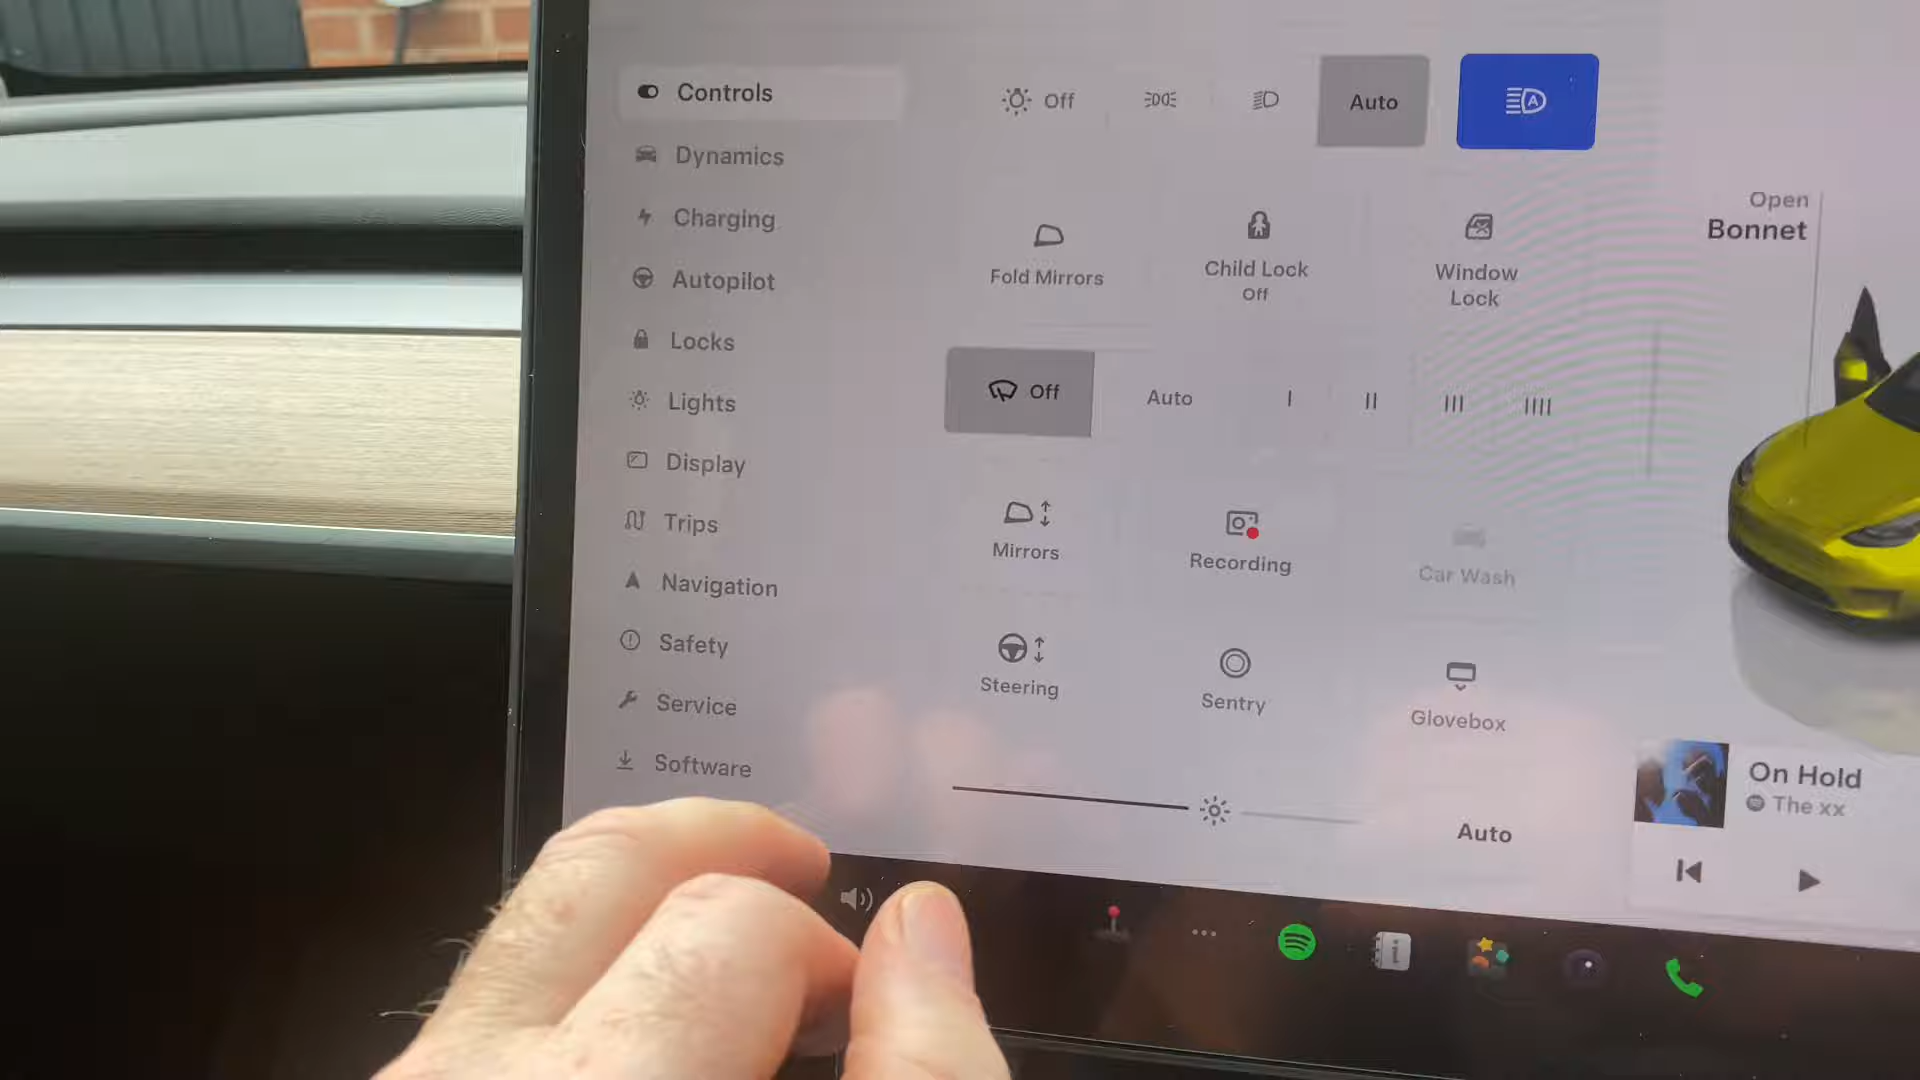 Controls
Dynamics
Charging
Autopilot
Locks
Lights
Display
Trips
Navigation
Safety
Service
Software
Off
Auto
A
Fold Mirrors
Child Lock
Off
Window
Lock
Off
Auto
I
II
III
IIII
Mirrors
Recording
Car Wash
Steering
Sentry
Glovebox
Auto
Open
Bonnet
On Hold
The xx